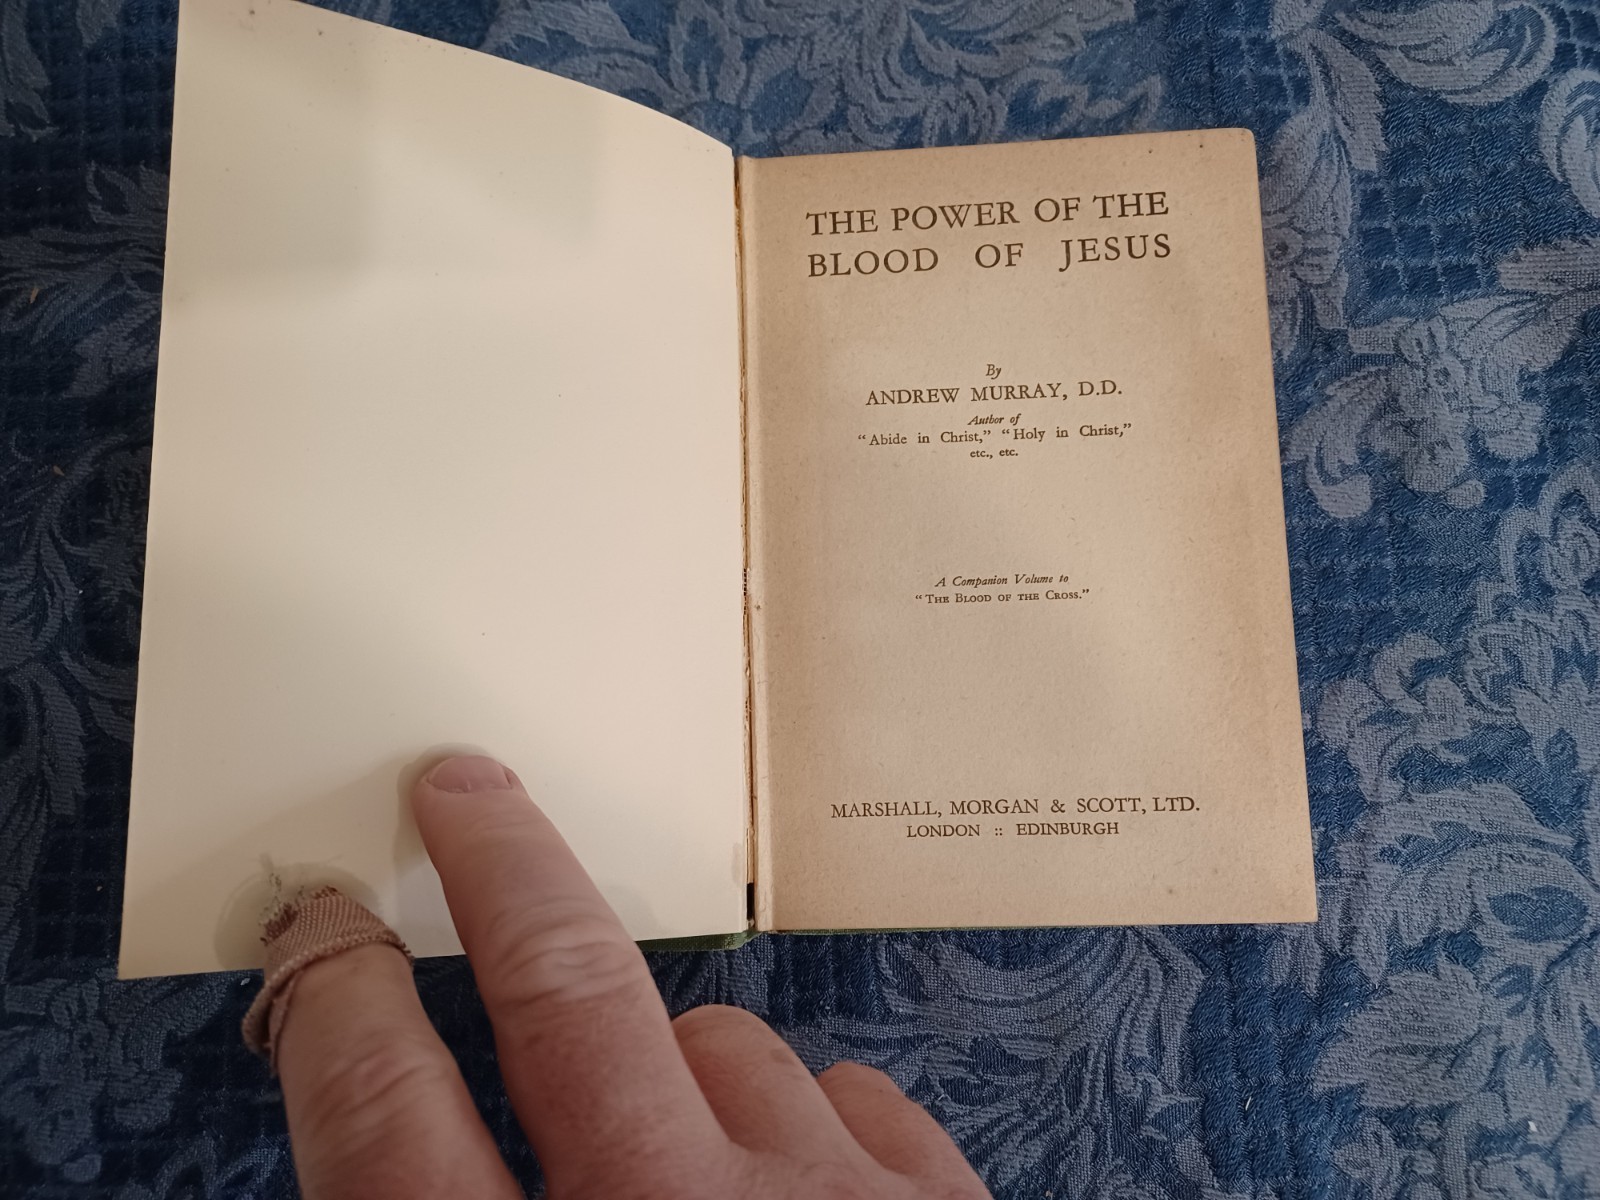 THE POWER OF THE
BLOOD OF JESUS
By
ANDREW MURRAY, D.D.
Author of
“Abide in Christ,” “Holy in Christ,”
etc., etc.
A Companion Volume to
“THE BLOOD OF THE CROSS.”
MARSHALL, MORGAN & SCOTT, LTD.
LONDON :: EDINBURGH